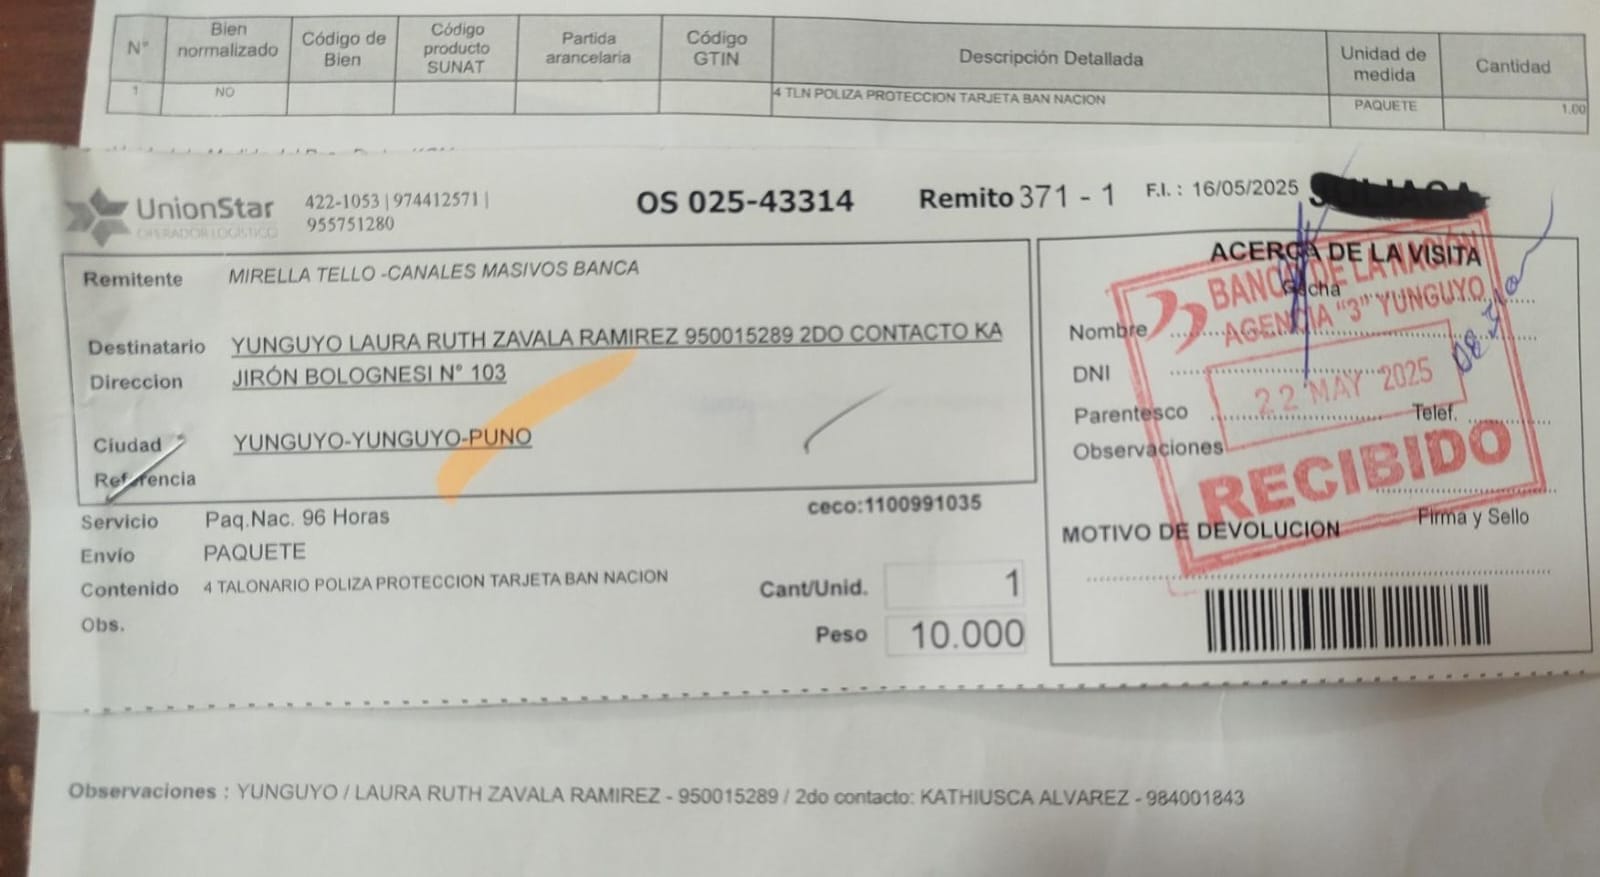 N°
Bien normalizado
Código de Bien
Código producto SUNAT
Partida arancelaria
Código GTIN
Descripción Detallada
Unidad de medida
Cantidad
1 NO 4 TLN POLIZA PROTECCION TARJETA BAN NACION PAQUETE 1.00
UnionStar
OPERADOR LOGISTICO
422-1053 | 974412571 |
955751280
OS 025-43314
Remito 371 - 1
F.I. : 16/05/2025
Remitente MIRELLA TELLO -CANALES MASIVOS BANCA
Destinatario YUNGUYO LAURA RUTH ZAVALA RAMIREZ 950015289 2DO CONTACTO KA
Direccion JIRÓN BOLOGNESI N° 103
Ciudad YUNGUYO-YUNGUYO-PUNO
Referencia
Servicio Paq.Nac. 96 Horas
ceco:1100991035
Envío PAQUETE
Contenido 4 TALONARIO POLIZA PROTECCION TARJETA BAN NACION
Obs.
Cant/Unid. 1
Peso 10.000
ACERCA DE LA VISITA
Nombre
DNI
Parentesco
Telef.
Observaciones
Firma y Sello
MOTIVO DE DEVOLUCION
BANCO DE LA NACIÓN
AGENCIA "3" YUNGUYO
22 MAY 2025
RECIBIDO
Observaciones : YUNGUYO / LAURA RUTH ZAVALA RAMIREZ - 950015289 / 2do contacto: KATHIUSCA ALVAREZ - 984001843